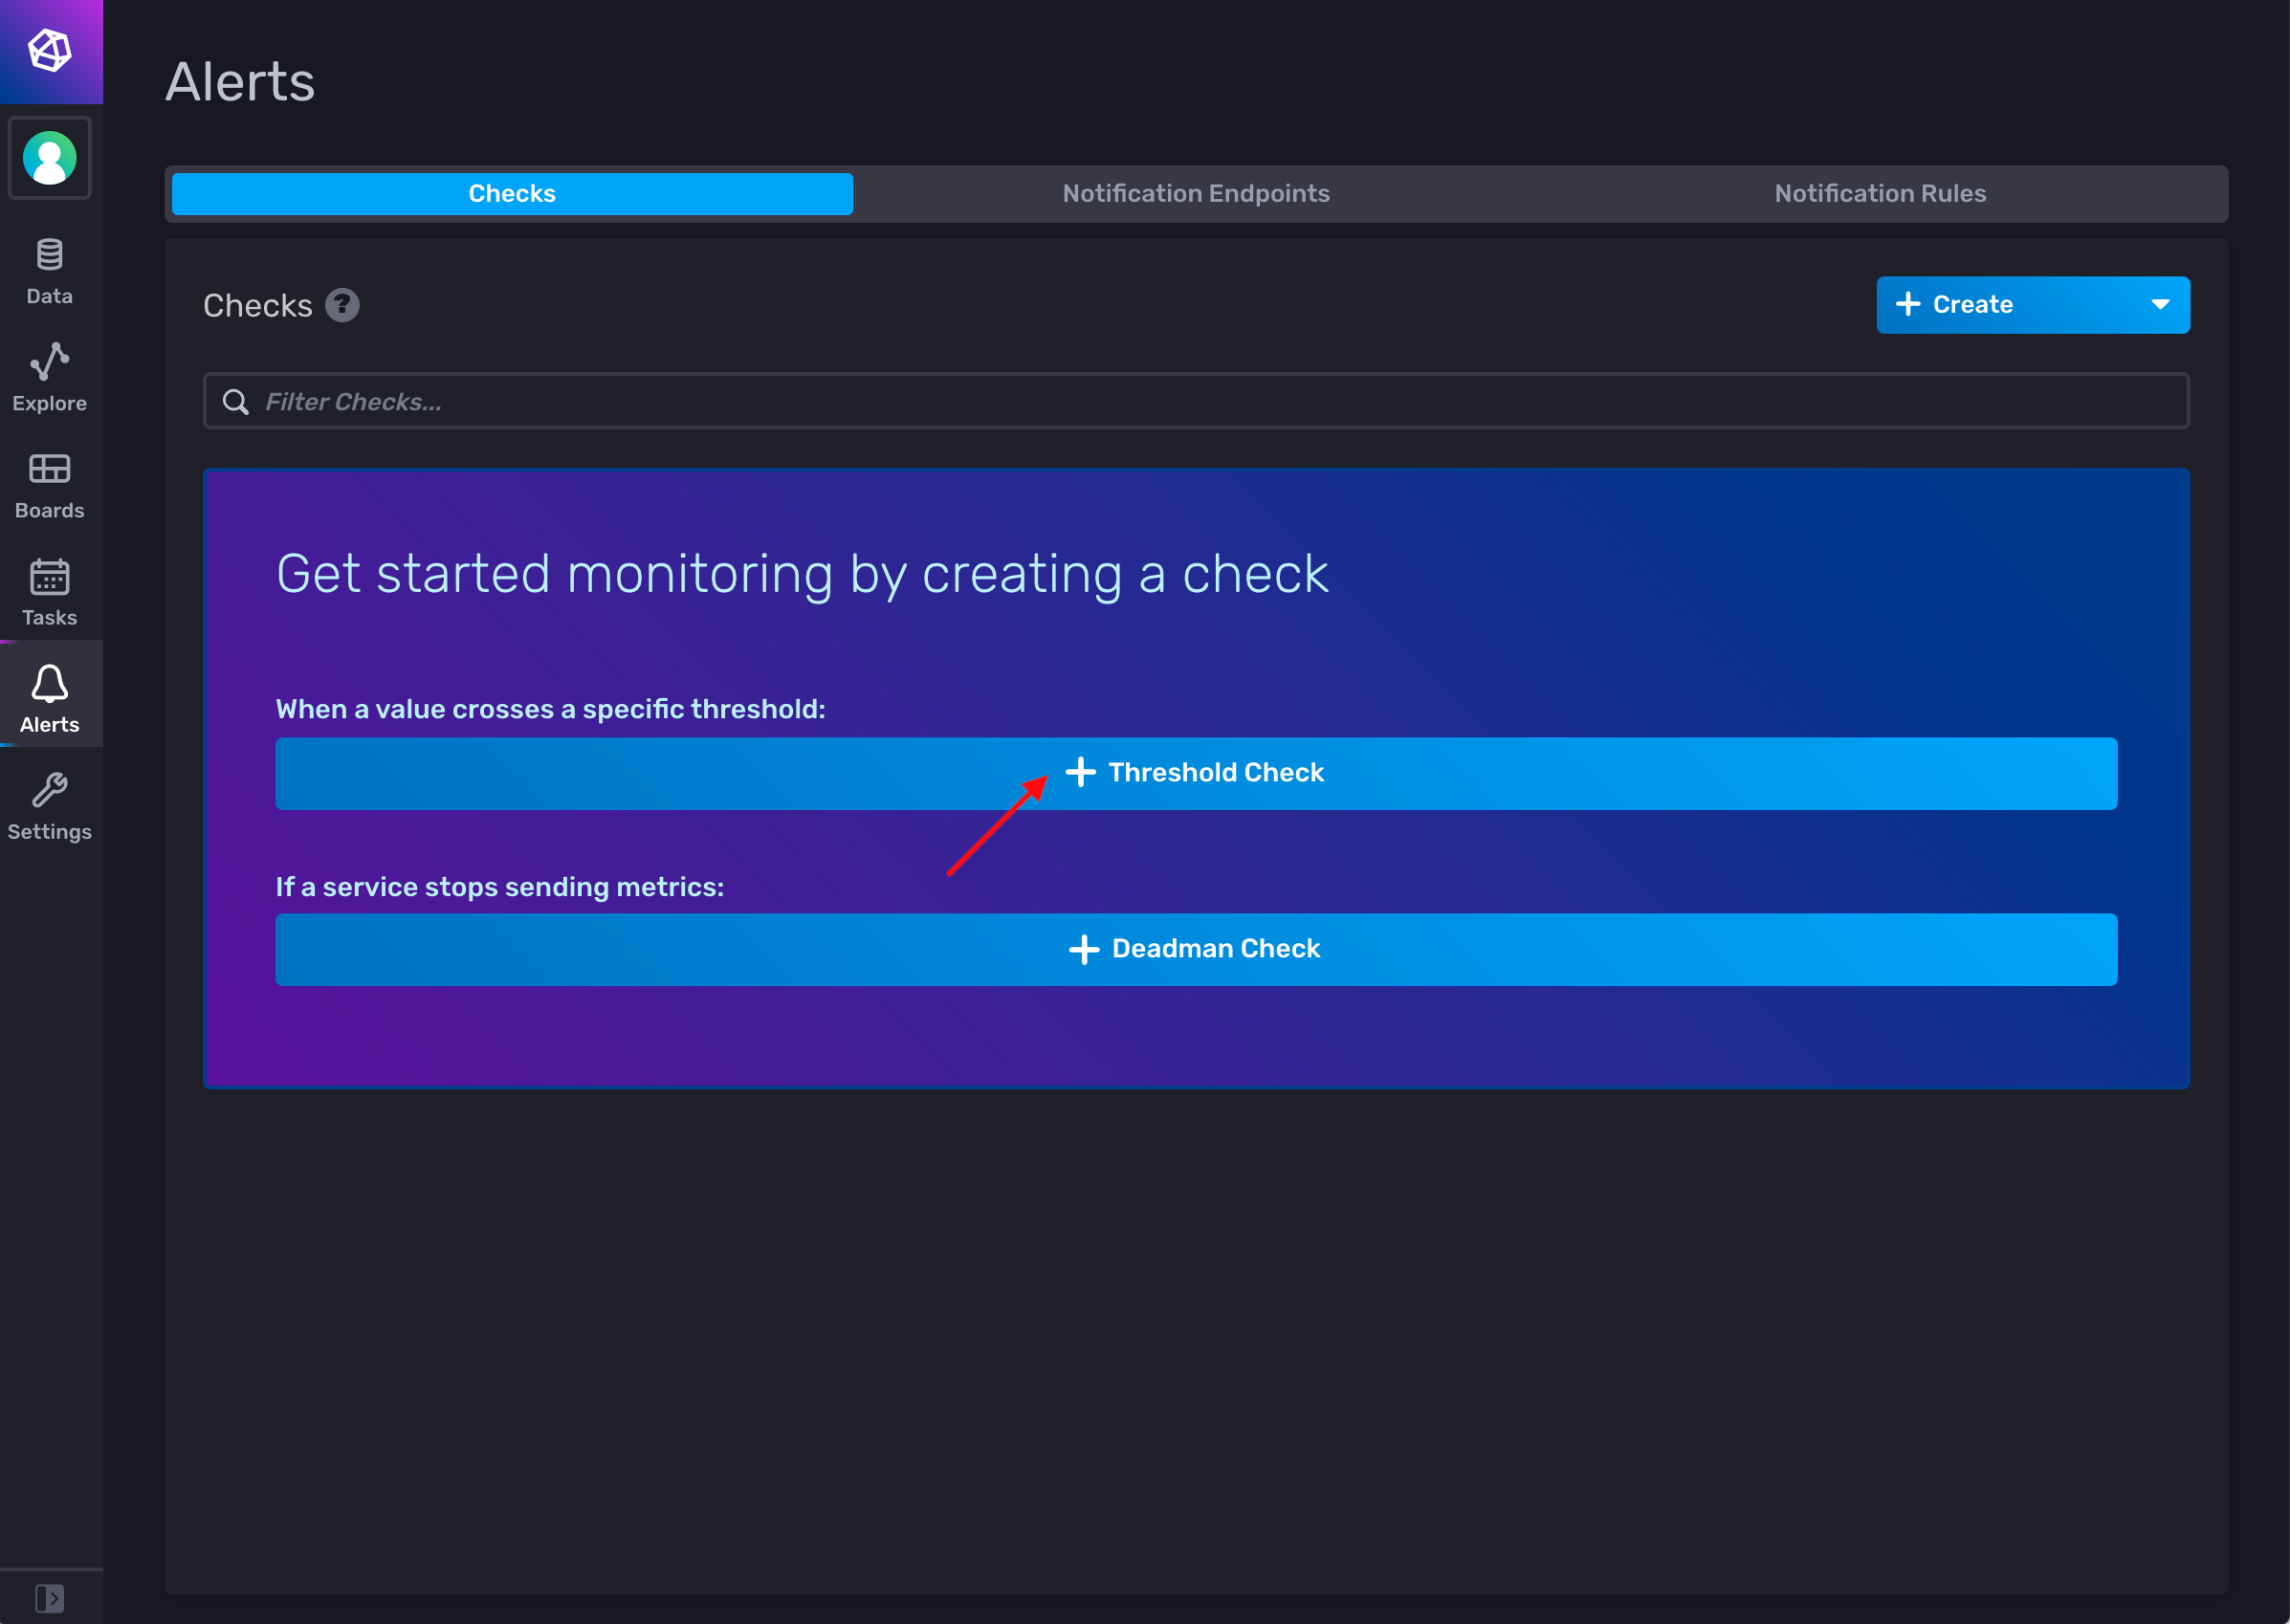 Alerts
Checks
Notification Endpoints
Notification Rules
Data
Explore
Boards
Tasks
Alerts
Settings
Checks ?
Create
Filter Checks...
Get started monitoring by creating a check
When a value crosses a specific threshold:
Threshold Check
If a service stops sending metrics:
Deadman Check